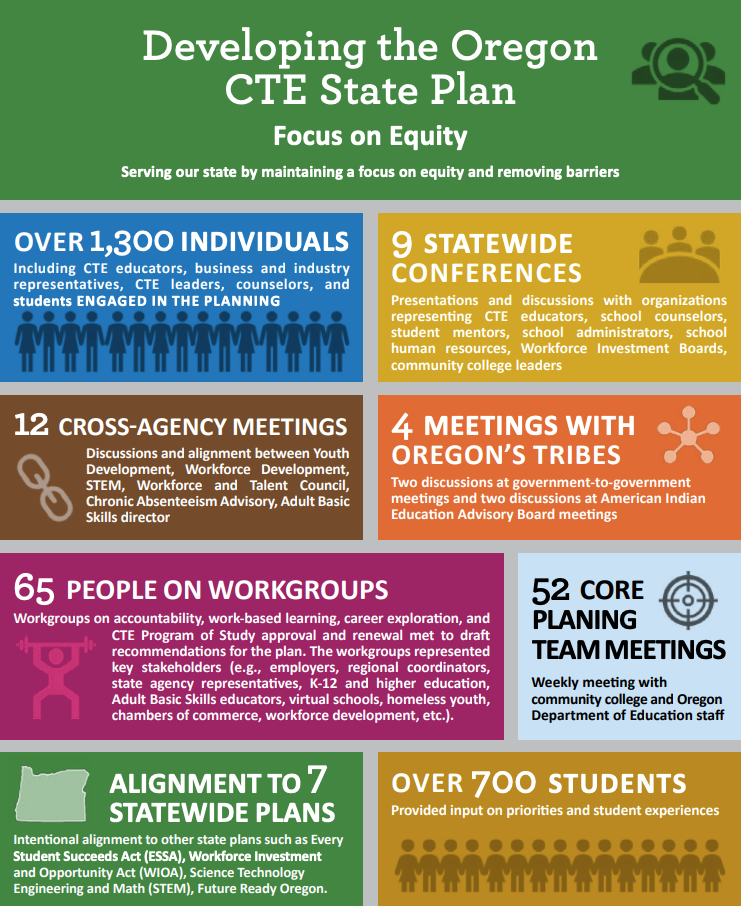 Developing the Oregon
CTE State Plan
Focus on Equity
Serving our state by maintaining a focus on equity and removing barriers
OVER 1,300 INDIVIDUALS
Including CTE educators, business and industry
representatives, CTE leaders, counselors, and
students ENGAGED IN THE PLANNING
9 STATEWIDE
CONFERENCES
Presentations and discussions with organizations
representing CTE educators, school counselors,
student mentors, school administrators, school
human resources, Workforce Investment Boards,
community college leaders
12 CROSS-AGENCY MEETINGS
Discussions and alignment between Youth
Development, Workforce Development,
STEM, Workforce and Talent Council,
Chronic Absenteeism Advisory, Adult Basic
Skills director
4 MEETINGS WITH
OREGON'S TRIBES
Two discussions at government-to-government
meetings and two discussions at American Indian
Education Advisory Board meetings
65 PEOPLE ON WORKGROUPS
Workgroups on accountability, work-based learning, career exploration, and
CTE Program of Study approval and renewal met to draft
recommendations for the plan. The workgroups represented
key stakeholders (e.g., employers, regional coordinators,
state agency representatives, K-12 and higher education,
Adult Basic Skills educators, virtual schools, homeless youth,
chambers of commerce, workforce development, etc.).
52 CORE
PLANING
TEAM MEETINGS
Weekly meeting with
community college and Oregon
Department of Education staff
ALIGNMENT TO 7
STATEWIDE PLANS
Intentional alignment to other state plans such as Every
Student Succeeds Act (ESSA), Workforce Investment
and Opportunity Act (WIOA), Science Technology
Engineering and Math (STEM), Future Ready Oregon.
OVER 700 STUDENTS
Provided input on priorities and student experiences